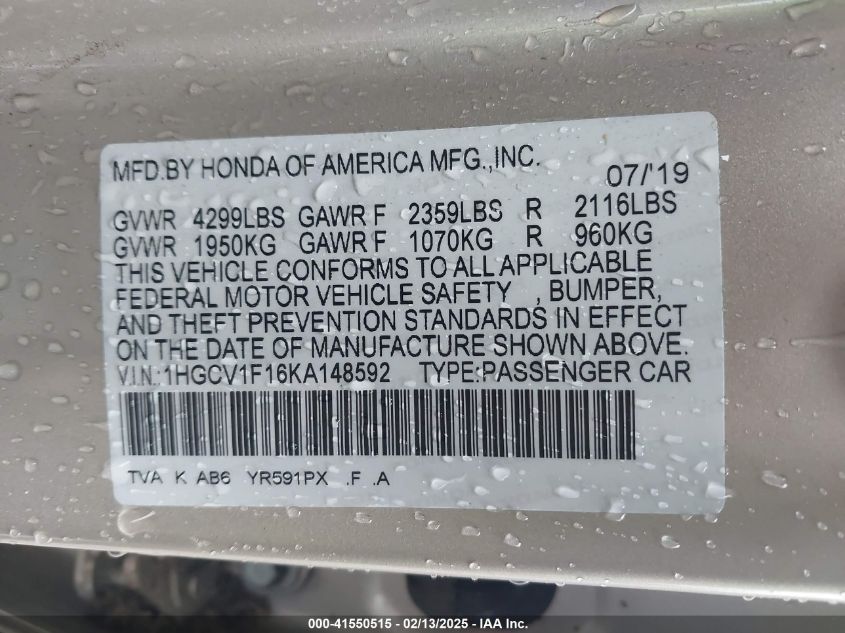 MFD.BY HONDA OF AMERICA MFG.,INC. 07/'19
GVWR 4299LBS GAWR F 2359LBS R 2116LBS
GVWR 1950KG GAWR F 1070KG R 960KG
THIS VEHICLE CONFORMS TO ALL APPLICABLE
FEDERAL MOTOR VEHICLE SAFETY , BUMPER,
AND THEFT PREVENTION STANDARDS IN EFFECT
ON THE DATE OF MANUFACTURE SHOWN ABOVE.
V.I.N.:1HGCV1F16KA148592 TYPE:PASSENGER CAR
TVA K AB6 YR591PX .F .A
000-41550515 - 02/13/2025 - IAA Inc.